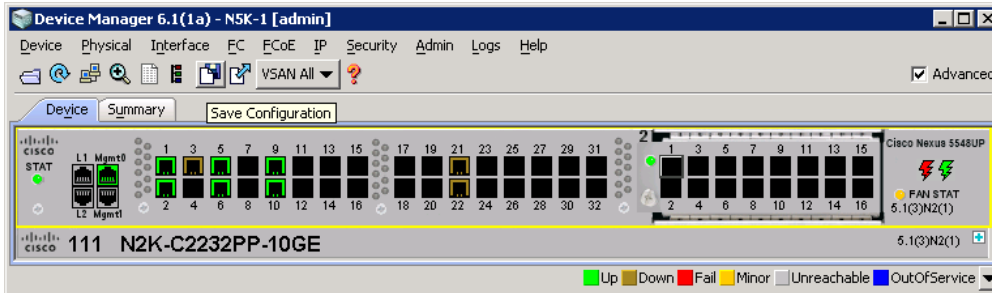 Device Manager 6.1(1a) - N5K-1 [admin]
Device Physical Interface FC FCoE IP Security Admin Logs Help
VSAN All Advanced
Device Summary Save Configuration
CISCO
STAT
L1 Mgmt0
L2 Mgmt1
1 3 5 7 9 11 13 15 17 19 21 23 25 27 29 31
2 4 6 8 10 12 14 16 18 20 22 24 26 28 30 32
2
1 3 5 7 9 11 13 15
2 4 6 8 10 12 14 16
Cisco Nexus 5548UP
FAN STAT
5.1(3)N2(1)
CISCO 111 N2K-C2232PP-10GE 5.1(3)N2(1)
Up Down Fail Minor Unreachable OutOfService